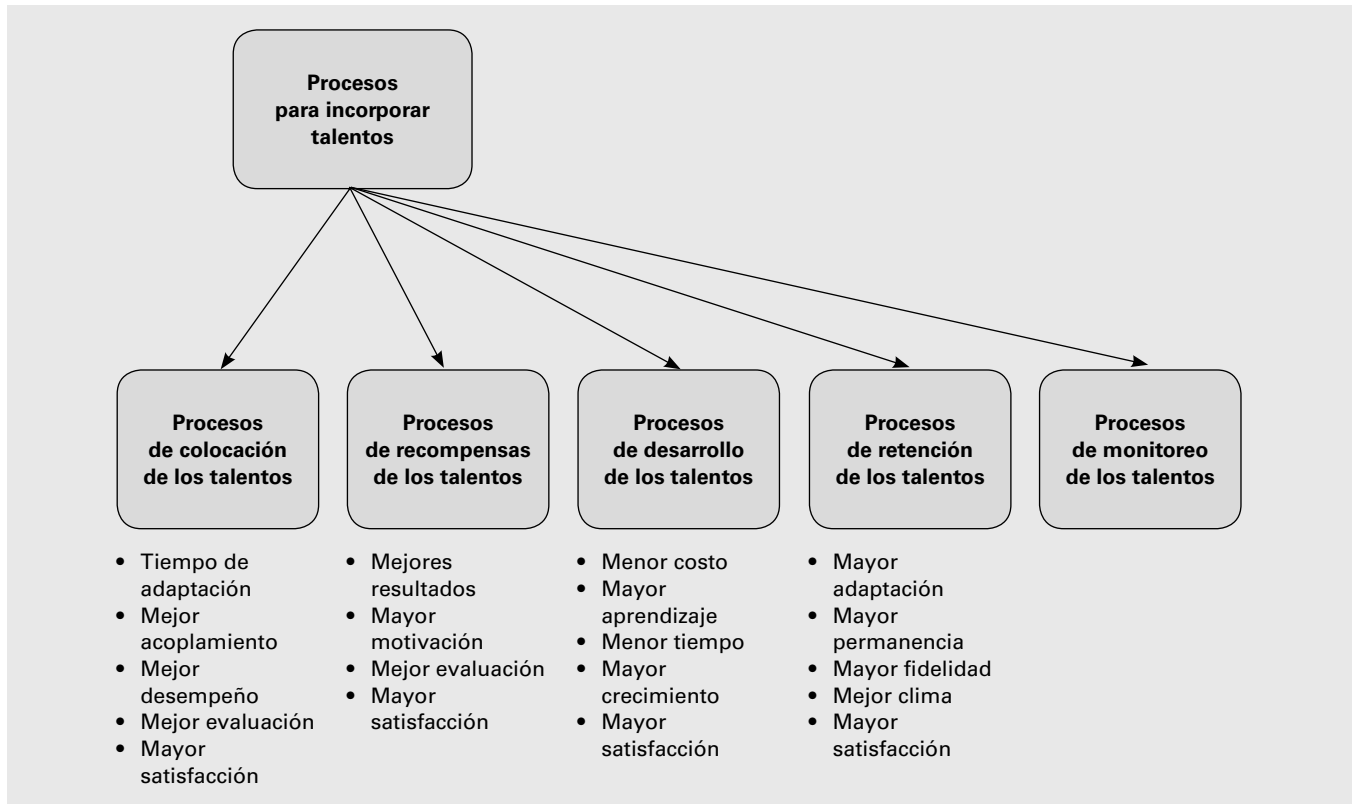 Procesos
para incorporar
talentos
Procesos
de colocación
de los talentos
Procesos
de recompensas
de los talentos
Procesos
de desarrollo
de los talentos
Procesos
de retención
de los talentos
Procesos
de monitoreo
de los talentos
• Tiempo de
adaptación
• Mejor
acoplamiento
• Mejor
desempeño
• Mejor evaluación
• Mayor
satisfacción
• Mejores
resultados
• Mayor
motivación
• Mejor evaluación
• Mayor
satisfacción
• Menor costo
• Mayor
aprendizaje
• Menor tiempo
• Mayor
crecimiento
• Mayor
satisfacción
• Mayor
adaptación
• Mayor
permanencia
• Mayor fidelidad
• Mejor clima
• Mayor
satisfacción